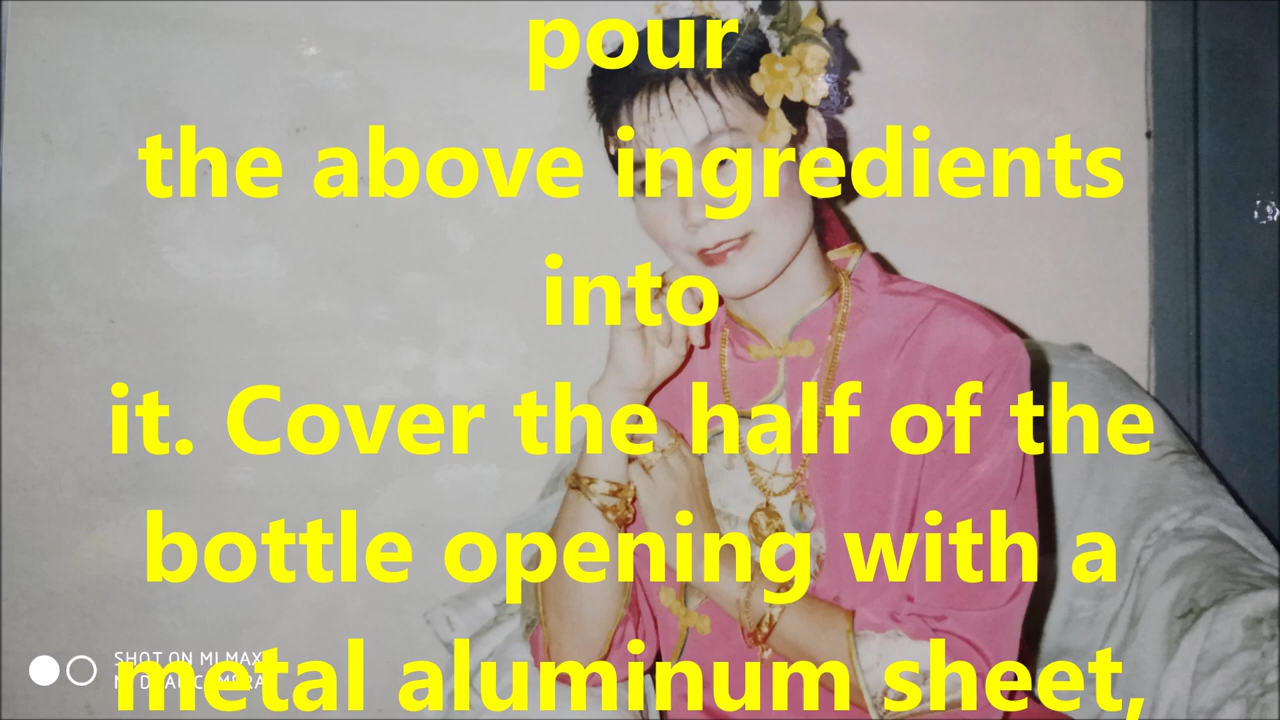 pour
the above ingredients
into
it. Cover the half of the
bottle opening with a
metal aluminum sheet,
SHOT ON MI MAX